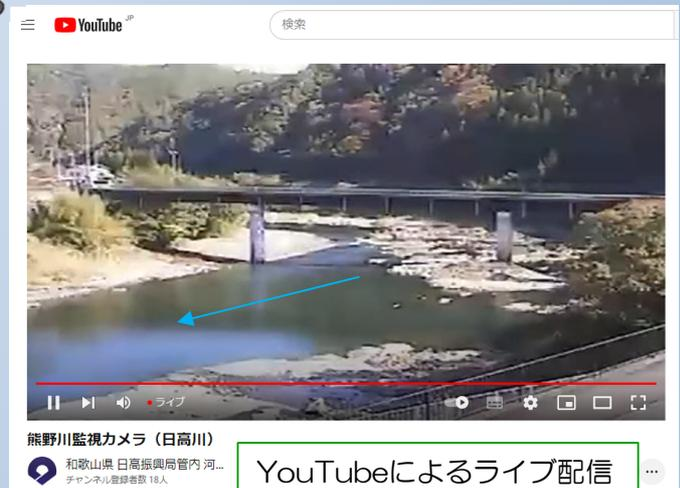 YouTube JP
検索
ライブ
熊野川監視カメラ（日高川）
和歌山県 日高振興局管内 河...
チャンネル登録者数 18人
YouTubeによるライブ配信